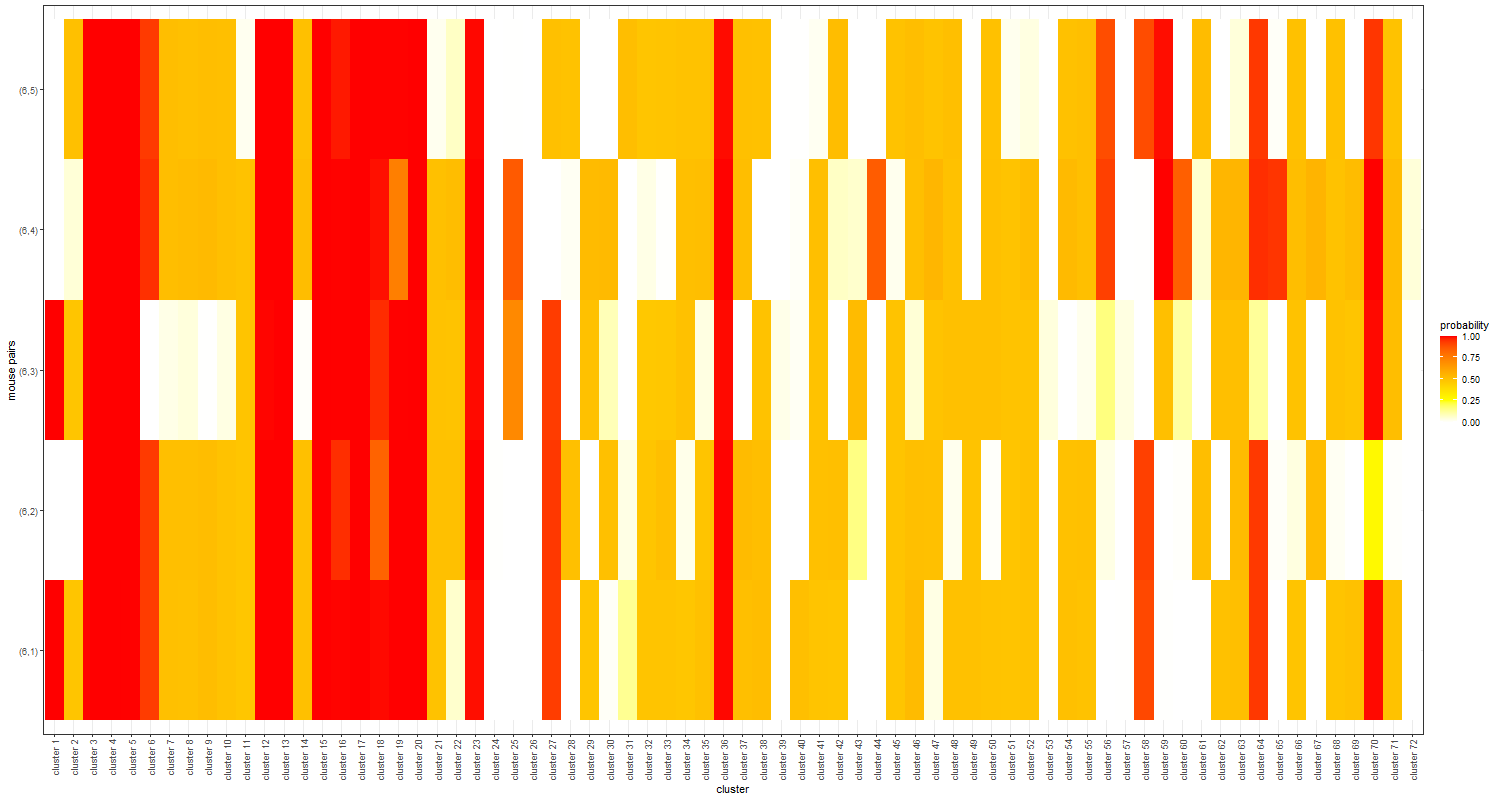 (6,5)
(6,4)
(6,3)
(6,2)
(6,1)
mouse pairs
cluster 1
cluster 2
cluster 3
cluster 4
cluster 5
cluster 6
cluster 7
cluster 8
cluster 9
cluster 10
cluster 11
cluster 12
cluster 13
cluster 14
cluster 15
cluster 16
cluster 17
cluster 18
cluster 19
cluster 20
cluster 21
cluster 22
cluster 23
cluster 24
cluster 25
cluster 26
cluster 27
cluster 28
cluster 29
cluster 30
cluster 31
cluster 32
cluster 33
cluster 34
cluster 35
cluster 36
cluster 37
cluster 38
cluster 39
cluster 40
cluster 41
cluster 42
cluster 43
cluster 44
cluster 45
cluster 46
cluster 47
cluster 48
cluster 49
cluster 50
cluster 51
cluster 52
cluster 53
cluster 54
cluster 55
cluster 56
cluster 57
cluster 58
cluster 59
cluster 60
cluster 61
cluster 62
cluster 63
cluster 64
cluster 65
cluster 66
cluster 67
cluster 68
cluster 69
cluster 70
cluster 71
cluster 72
cluster
probability
1.00
0.75
0.50
0.25
0.00